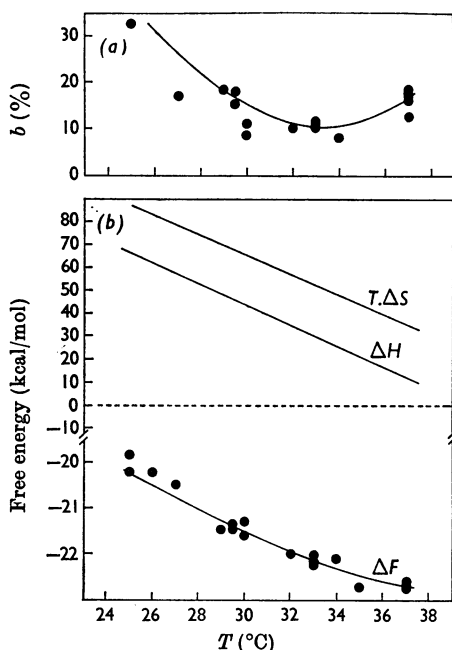 30
20
10
0
b (%)
(a)
80
70
60
50
40
30
20
10
0
−10
−20
−21
−22
Free energy (kcal/mol)
(b)
T.ΔS
ΔH
ΔF
24 26 28 30 32 34 36 38
T (°C)